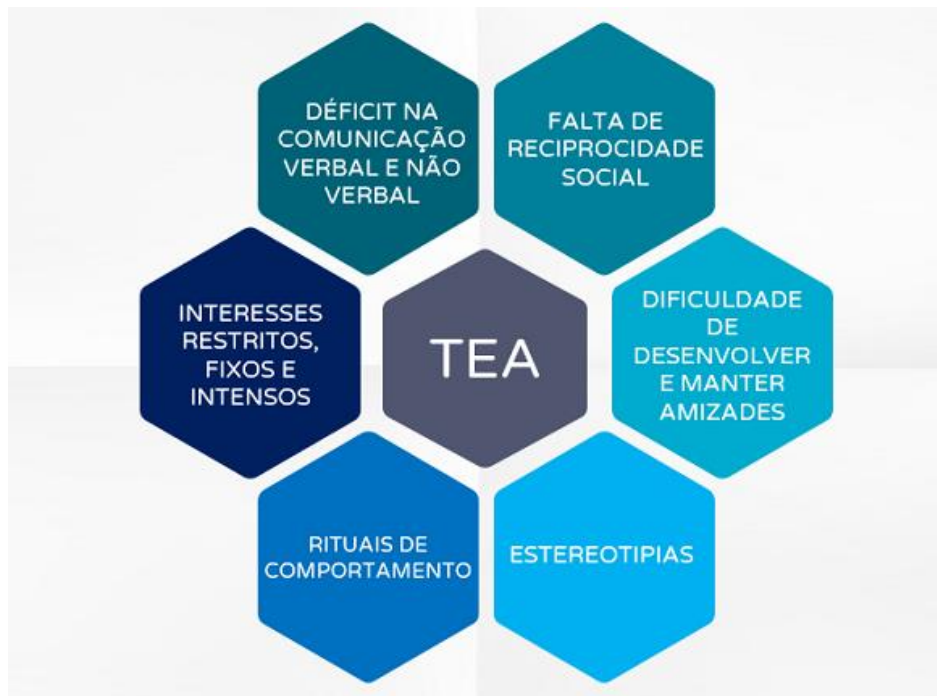 DÉFICIT NA
COMUNICAÇÃO
VERBAL E NÃO
VERBAL
FALTA DE
RECIPROCIDADE
SOCIAL
INTERESSES
RESTRITOS,
FIXOS E
INTENSOS
TEA
DIFICULDADE
DE
DESENVOLVER
E MANTER
AMIZADES
RITUAIS DE
COMPORTAMENTO
ESTEREOTIPIAS